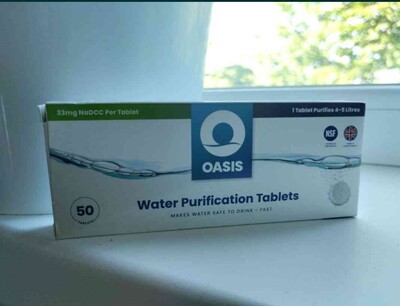 33mg NaDCC Per Tablet
1 Tablet Purifies 4-5 Litres
OASIS
NSF
50
Water Purification Tablets
MAKES WATER SAFE TO DRINK - FAST